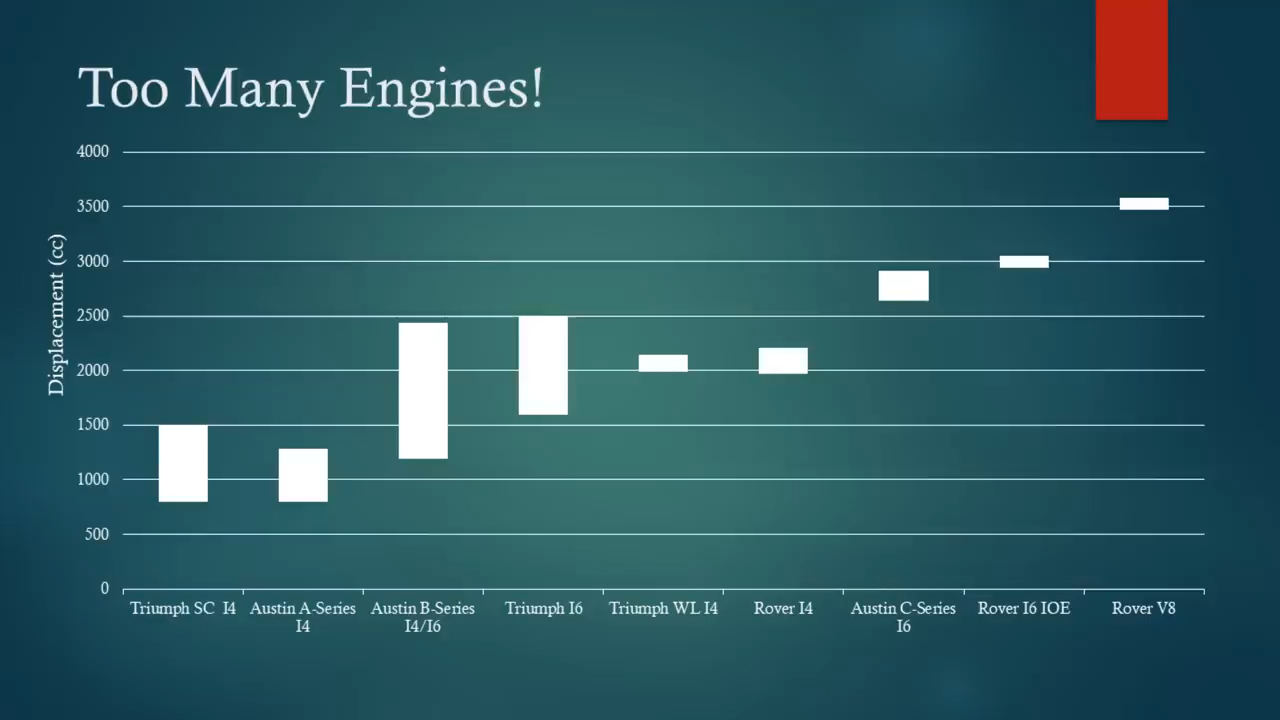 Too Many Engines!
4000
3500
3000
2500
2000
1500
1000
500
0
Displacement (cc)
Triumph SC I4
Austin A-Series
I4
Austin B-Series
I4/I6
Triumph I6
Triumph WL I4
Rover I4
Austin C-Series
I6
Rover I6 IOE
Rover V8